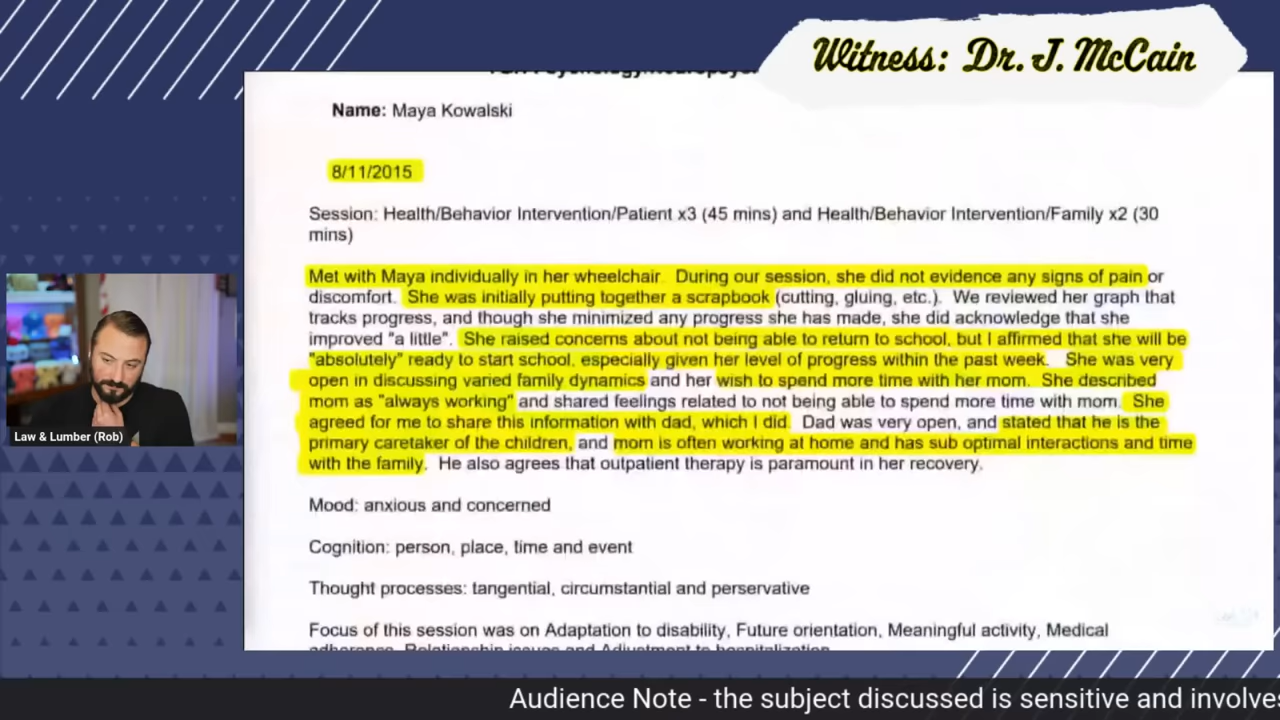 Witness: Dr. J. McCain
Name: Maya Kowalski
8/11/2015
Session: Health/Behavior Intervention/Patient x3 (45 mins) and Health/Behavior Intervention/Family x2 (30
mins)
Met with Maya individually in her wheelchair. During our session, she did not evidence any signs of pain or
discomfort. She was initially putting together a scrapbook (cutting, gluing, etc.). We reviewed her graph that
tracks progress, and though she minimized any progress she has made, she did acknowledge that she
improved "a little". She raised concerns about not being able to return to school, but I affirmed that she will be
"absolutely" ready to start school, especially given her level of progress within the past week. She was very
open in discussing varied family dynamics and her wish to spend more time with her mom. She described
mom as "always working" and shared feelings related to not being able to spend more time with mom. She
agreed for me to share this information with dad, which I did. Dad was very open, and stated that he is the
primary caretaker of the children, and mom is often working at home and has sub optimal interactions and time
with the family. He also agrees that outpatient therapy is paramount in her recovery.
Mood: anxious and concerned
Cognition: person, place, time and event
Thought processes: tangential, circumstantial and perservative
Focus of this session was on Adaptation to disability, Future orientation, Meaningful activity, Medical
adherence, Relationship issues and Adjustment to hospitalization
Law & Lumber (Rob)
Audience Note - the subject discussed is sensitive and involves